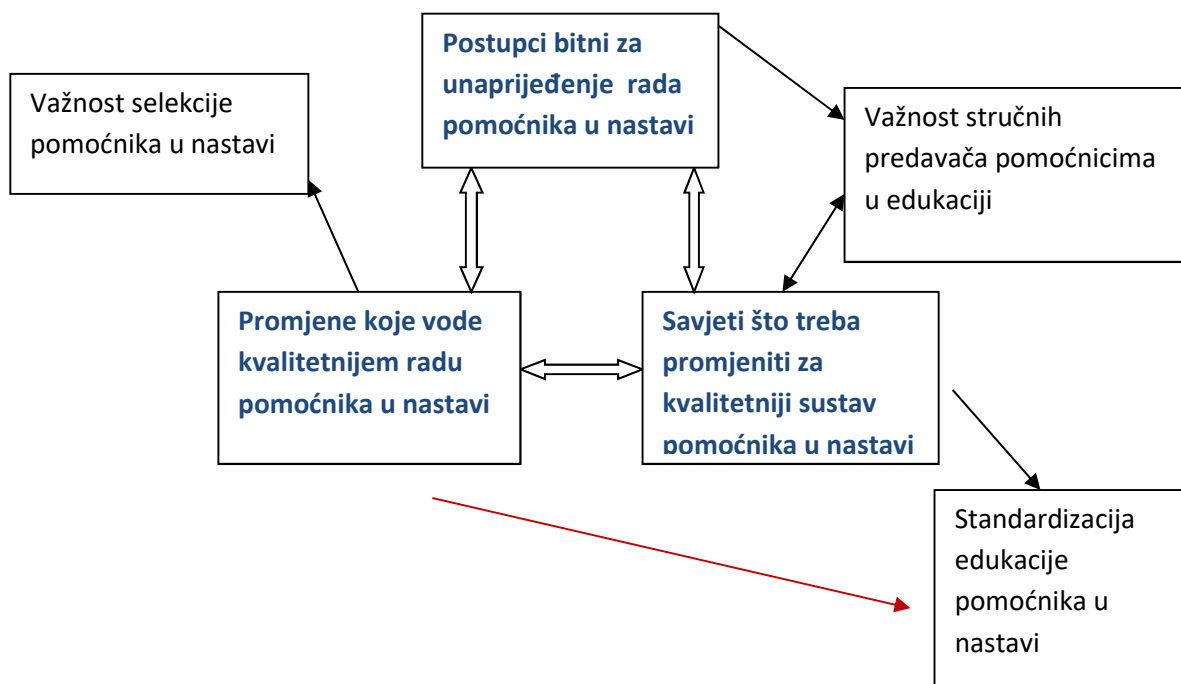 Postupci bitni za
unaprijeđenje  rada
pomoćnika u nastavi
Važnost selekcije
pomoćnika u nastavi
Važnost stručnih
predavača pomoćnicima
u edukaciji
Promjene koje vode
kvalitetnijem radu
pomoćnika u nastavi
Savjeti što treba
promjeniti za
kvalitetniji sustav
pomoćnika u nastavi
Standardizacija
edukacije
pomoćnika u
nastavi